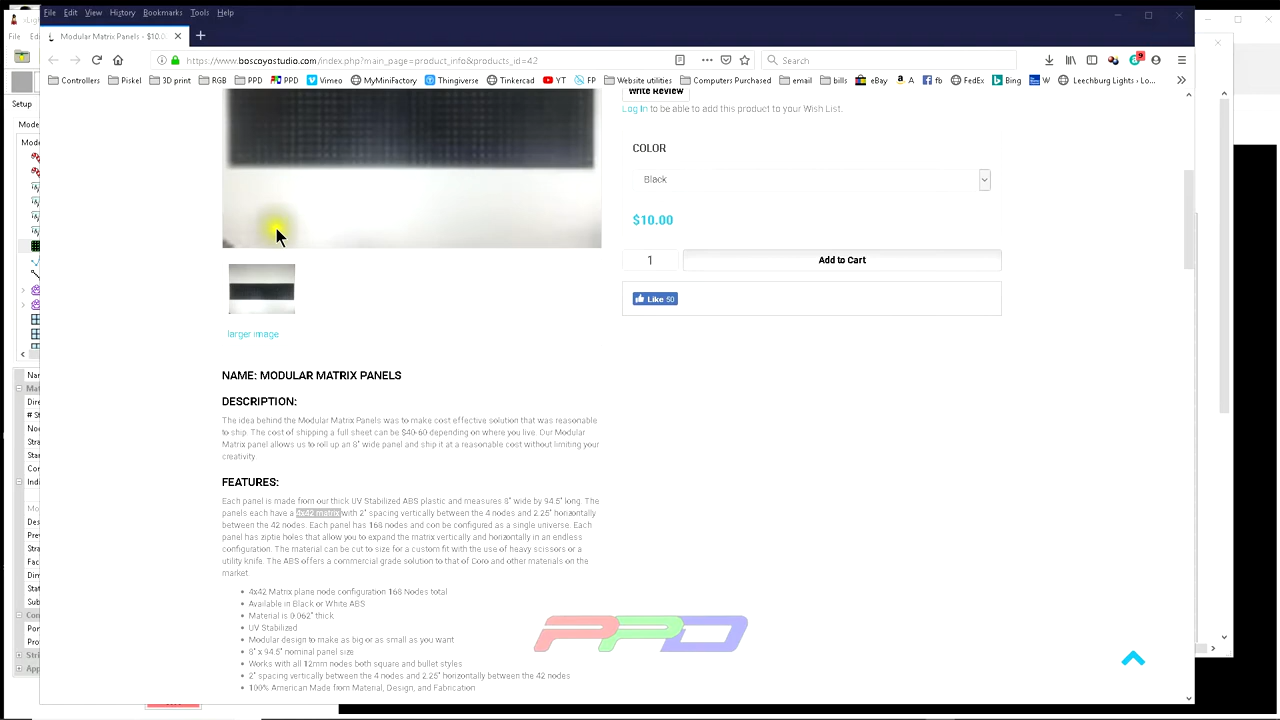 File Edit View History Bookmarks Tools Help
Modular Matrix Panels - $10.0
https://www.boscoyostudio.com/index.php?main_page=product_info&products_id=42
Search
Controllers Piskel 3D print RGB PPD PPD Vimeo MyMiniFactory Thingiverse Tinkercad YT FP Website utilities Computers Purchased email bills eBay A fb FedEx Bing W Leechburg Lights - Lo...
Setup
Write Review
Log In to be able to add this product to your Wish List.
COLOR
Black
$10.00
1 Add to Cart
Like 50
larger image
NAME: MODULAR MATRIX PANELS
DESCRIPTION:
The idea behind the Modular Matrix Panels was to make cost effective solution that was reasonable
to ship. The cost of shipping a full sheet can be $40-60 depending on where you live. Our Modular
Matrix panel allows us to roll up an 8" wide panel and ship it at a reasonable cost without limiting your
creativity
FEATURES:
Each panel is made from our thick UV Stabilized ABS plastic and measures 8" wide by 94.5" long. The
panels each have a 4x42 matrix with 2" spacing vertically between the 4 nodes and 2.25" horizontally
between the 42 nodes. Each panel has 168 nodes and con be configured as a single universe. Each
panel has ziptie holes that allow you to expand the matrix vertically and horizontally in an endless
configuration. The material can be cut to size for a custom fit with the use of heavy scissors or a
utility knife. The ABS offers a commercial grade solution to that of Coro and other materials on the
market.
4x42 Matrix plane node configuration 168 Nodes total
Available in Black or White ABS
Material is 0.062" thick
UV Stabilized
Modular design to make as big or as small as you want
8" x 94.5" nominal panel size
Works with all 12mm nodes both square and bullet styles
2" spacing vertically between the 4 nodes and 2.25" horizontally between the 42 nodes
100% American Made from Material, Design, and Fabrication
PPD